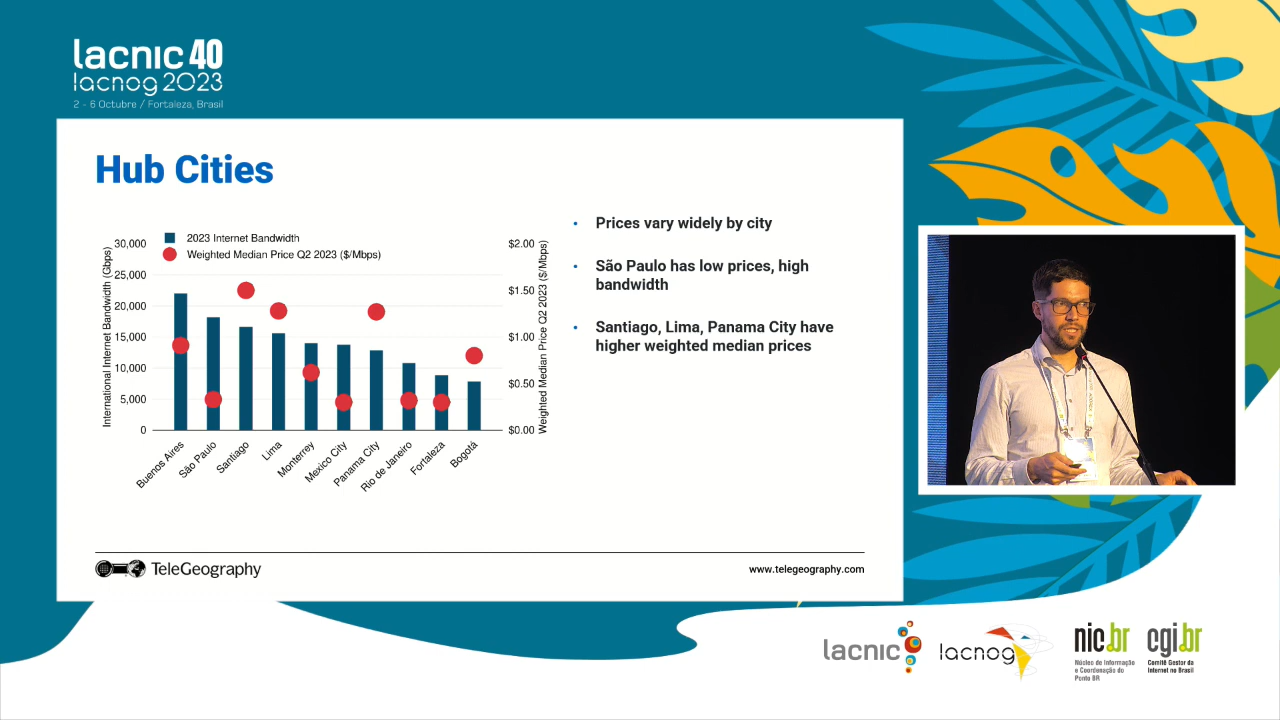 lacnic 40
lacnog 2023
2 - 6 Octubre / Fortaleza, Brasil
Hub Cities
2023 Internet Bandwidth
Weighted Median Price Q2 2023 ($/Mbps)
International Internet Bandwidth (Gbps)
30,000
25,000
20,000
15,000
10,000
5,000
0
$2.00
$1.50
$1.00
$0.50
$0.00
Weighted Median Price Q2 2023 ($/Mbps)
Buenos Aires
São Paulo
Santiago
Lima
Monterrey
Panama City
Rio de Janeiro
Fortaleza
Bogotá
• Prices vary widely by city
• São Paulo has low prices, high
bandwidth
• Santiago, Lima, Panama City have
higher weighted median prices
TeleGeography
www.telegeography.com
lacnic
lacnog
nic.br
Núcleo de Informação
e Coordenação do
Ponto BR
cgi.br
Comitê Gestor da
Internet no Brasil